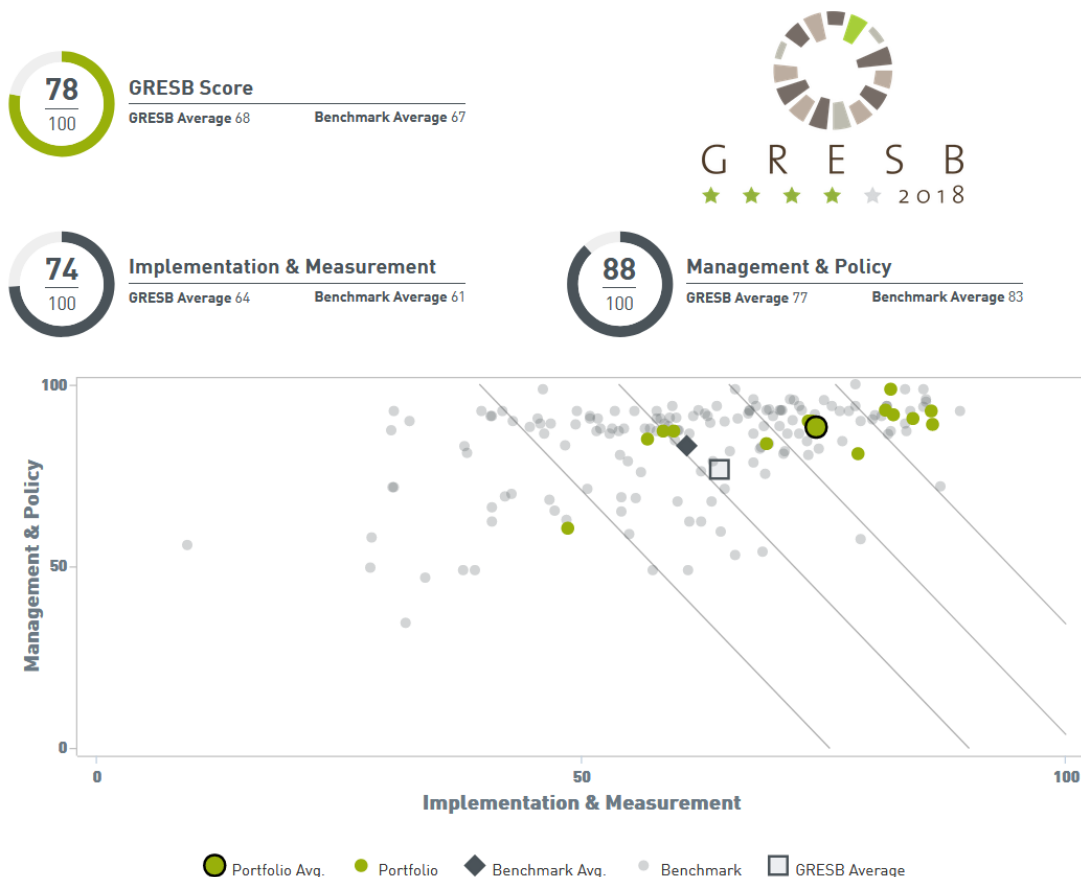 78
100
GRESB Score
GRESB Average 68 Benchmark Average 67
G R E S B
2018
74
100
Implementation & Measurement
GRESB Average 64 Benchmark Average 61
88
100
Management & Policy
GRESB Average 77 Benchmark Average 83
Management & Policy
100
50
0
0 50 100
Implementation & Measurement
Portfolio Avg. Portfolio Benchmark Avg. Benchmark GRESB Average